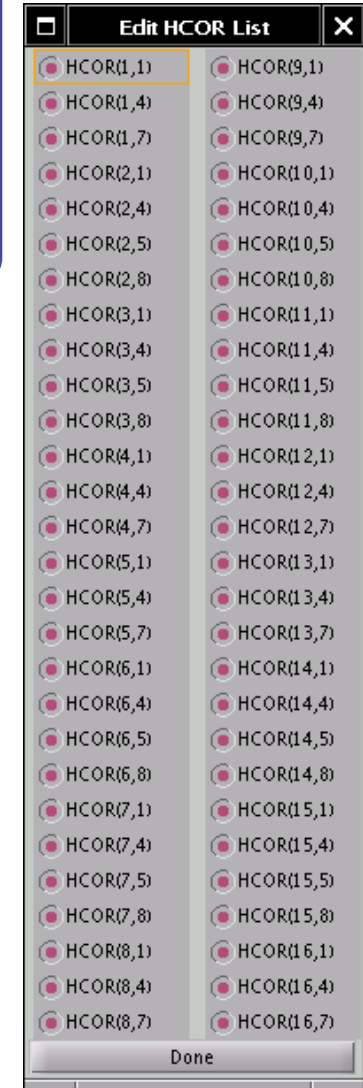 Edit HCOR List
HCOR(1,1) HCOR(9,1)
HCOR(1,4) HCOR(9,4)
HCOR(1,7) HCOR(9,7)
HCOR(2,1) HCOR(10,1)
HCOR(2,4) HCOR(10,4)
HCOR(2,5) HCOR(10,5)
HCOR(2,8) HCOR(10,8)
HCOR(3,1) HCOR(11,1)
HCOR(3,4) HCOR(11,4)
HCOR(3,5) HCOR(11,5)
HCOR(3,8) HCOR(11,8)
HCOR(4,1) HCOR(12,1)
HCOR(4,4) HCOR(12,4)
HCOR(4,7) HCOR(12,7)
HCOR(5,1) HCOR(13,1)
HCOR(5,4) HCOR(13,4)
HCOR(5,7) HCOR(13,7)
HCOR(6,1) HCOR(14,1)
HCOR(6,4) HCOR(14,4)
HCOR(6,5) HCOR(14,5)
HCOR(6,8) HCOR(14,8)
HCOR(7,1) HCOR(15,1)
HCOR(7,4) HCOR(15,4)
HCOR(7,5) HCOR(15,5)
HCOR(7,8) HCOR(15,8)
HCOR(8,1) HCOR(16,1)
HCOR(8,4) HCOR(16,4)
HCOR(8,7) HCOR(16,7)
Done